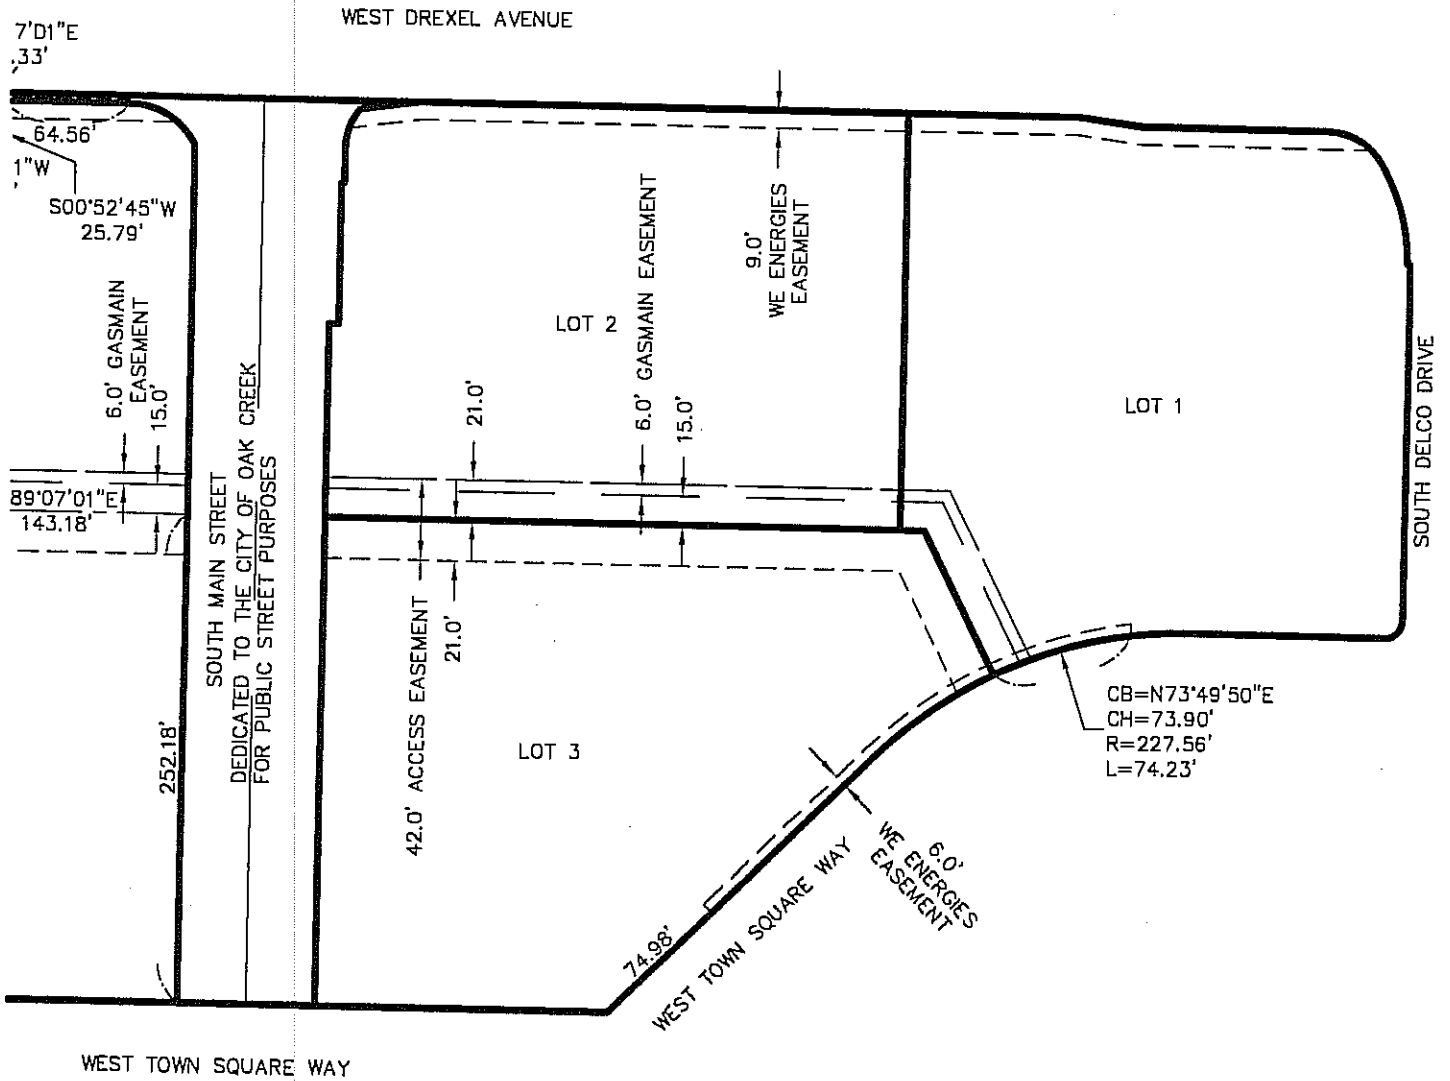 WEST DREXEL AVENUE
7'D1"E
.33'
64.56'
1"W
S00°52'45"W
25.79'
6.0' GASMAIN
EASEMENT
15.0'
89°07'01"E
143.18'
SOUTH MAIN STREET
DEDICATED TO THE CITY OF OAK CREEK
FOR PUBLIC STREET PURPOSES
252.18'
LOT 2
21.0'
6.0' GASMAIN EASEMENT
15.0'
9.0'
WE ENERGIES
EASEMENT
LOT 1
SOUTH DELCO DRIVE
42.0' ACCESS EASEMENT
21.0'
LOT 3
CB=N73°49'50"E
CH=73.90'
R=227.56'
L=74.23'
6.0'
WE ENERGIES
EASEMENT
74.98'
WEST TOWN SQUARE WAY
WEST TOWN SQUARE WAY